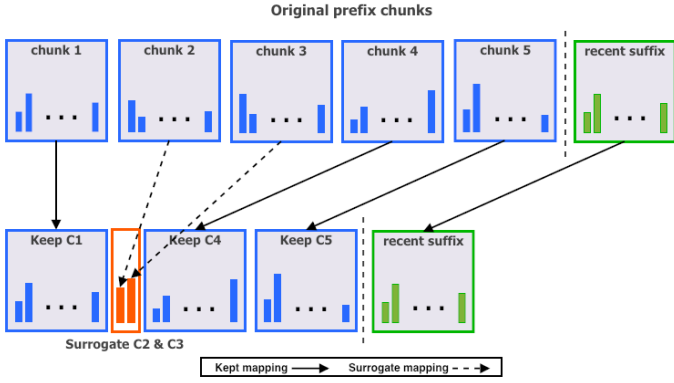 Original prefix chunks
chunk 1 chunk 2 chunk 3 chunk 4 chunk 5 recent suffix
... ... ... ... ... ...
Keep C1 Keep C4 Keep C5 recent suffix
... ... ... ...
Surrogate C2 & C3
Kept mapping Surrogate mapping